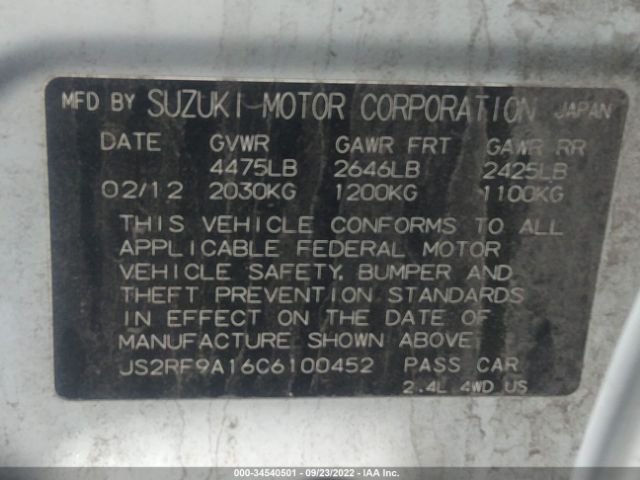 MFD BY SUZUKI MOTOR CORPORATION JAPAN
DATE GVWR GAWR FRT GAWR RR
4475LB 2646LB 2425LB
02/12 2030KG 1200KG 1100KG
THIS VEHICLE CONFORMS TO ALL
APPLICABLE FEDERAL MOTOR
VEHICLE SAFETY, BUMPER AND
THEFT PREVENTION STANDARDS
IN EFFECT ON THE DATE OF
MANUFACTURE SHOWN ABOVE
JS2RF9A16C6100452 PASS CAR
2.4L 4WD US
000-34540501 - 09/23/2022 - IAA Inc.